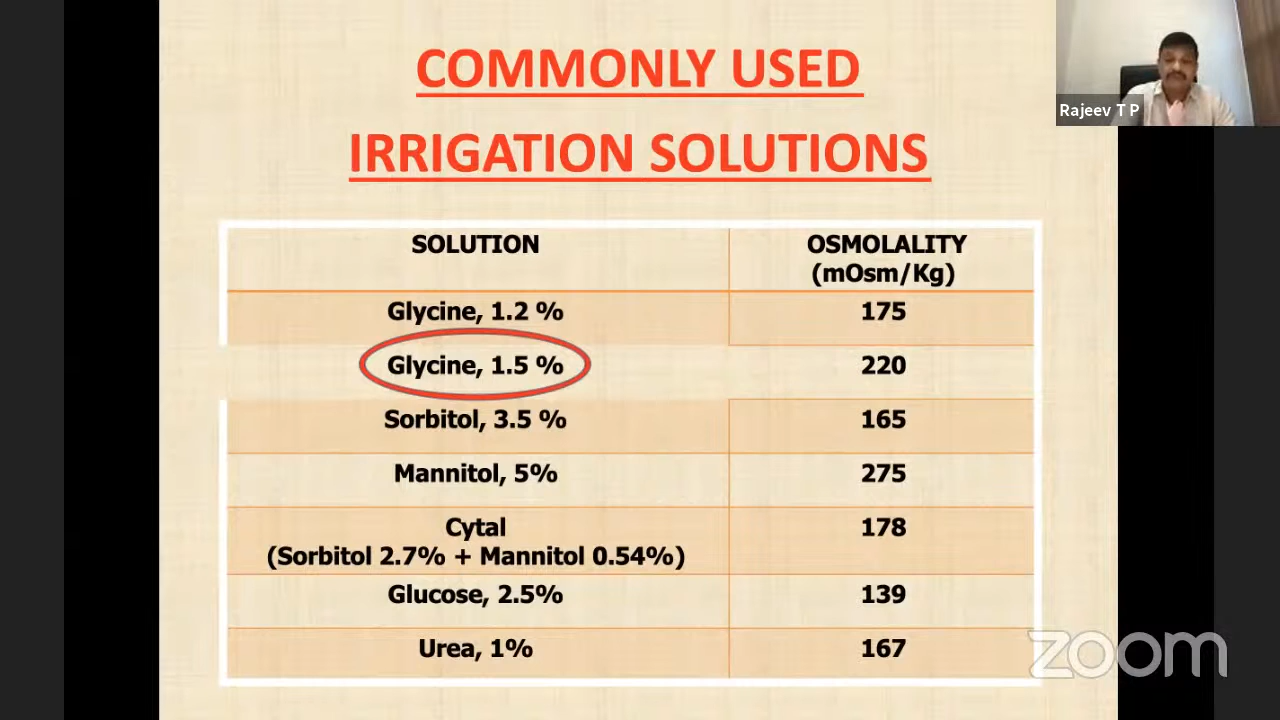 COMMONLY USED
IRRIGATION SOLUTIONS
Rajeev T P
SOLUTION
OSMOLALITY
(mOsm/Kg)
Glycine, 1.2 %
175
Glycine, 1.5 %
220
Sorbitol, 3.5 %
165
Mannitol, 5%
275
Cytal
(Sorbitol 2.7% + Mannitol 0.54%)
178
Glucose, 2.5%
139
Urea, 1%
167
zoom